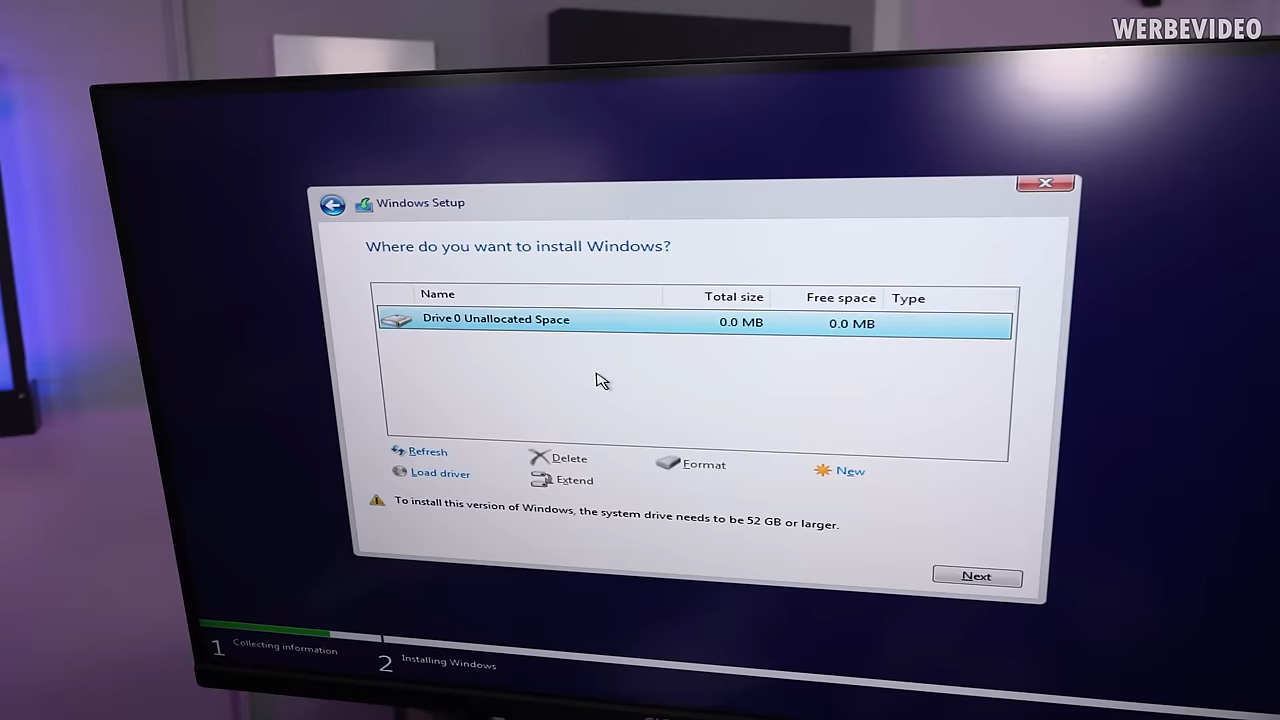 WERBEVIDEO
Windows Setup
Where do you want to install Windows?
Name Total size Free space Type
Drive 0 Unallocated Space 0.0 MB 0.0 MB
Refresh Delete Format New
Load driver Extend
To install this version of Windows, the system drive needs to be 52 GB or larger.
Next
1 Collecting information 2 Installing Windows